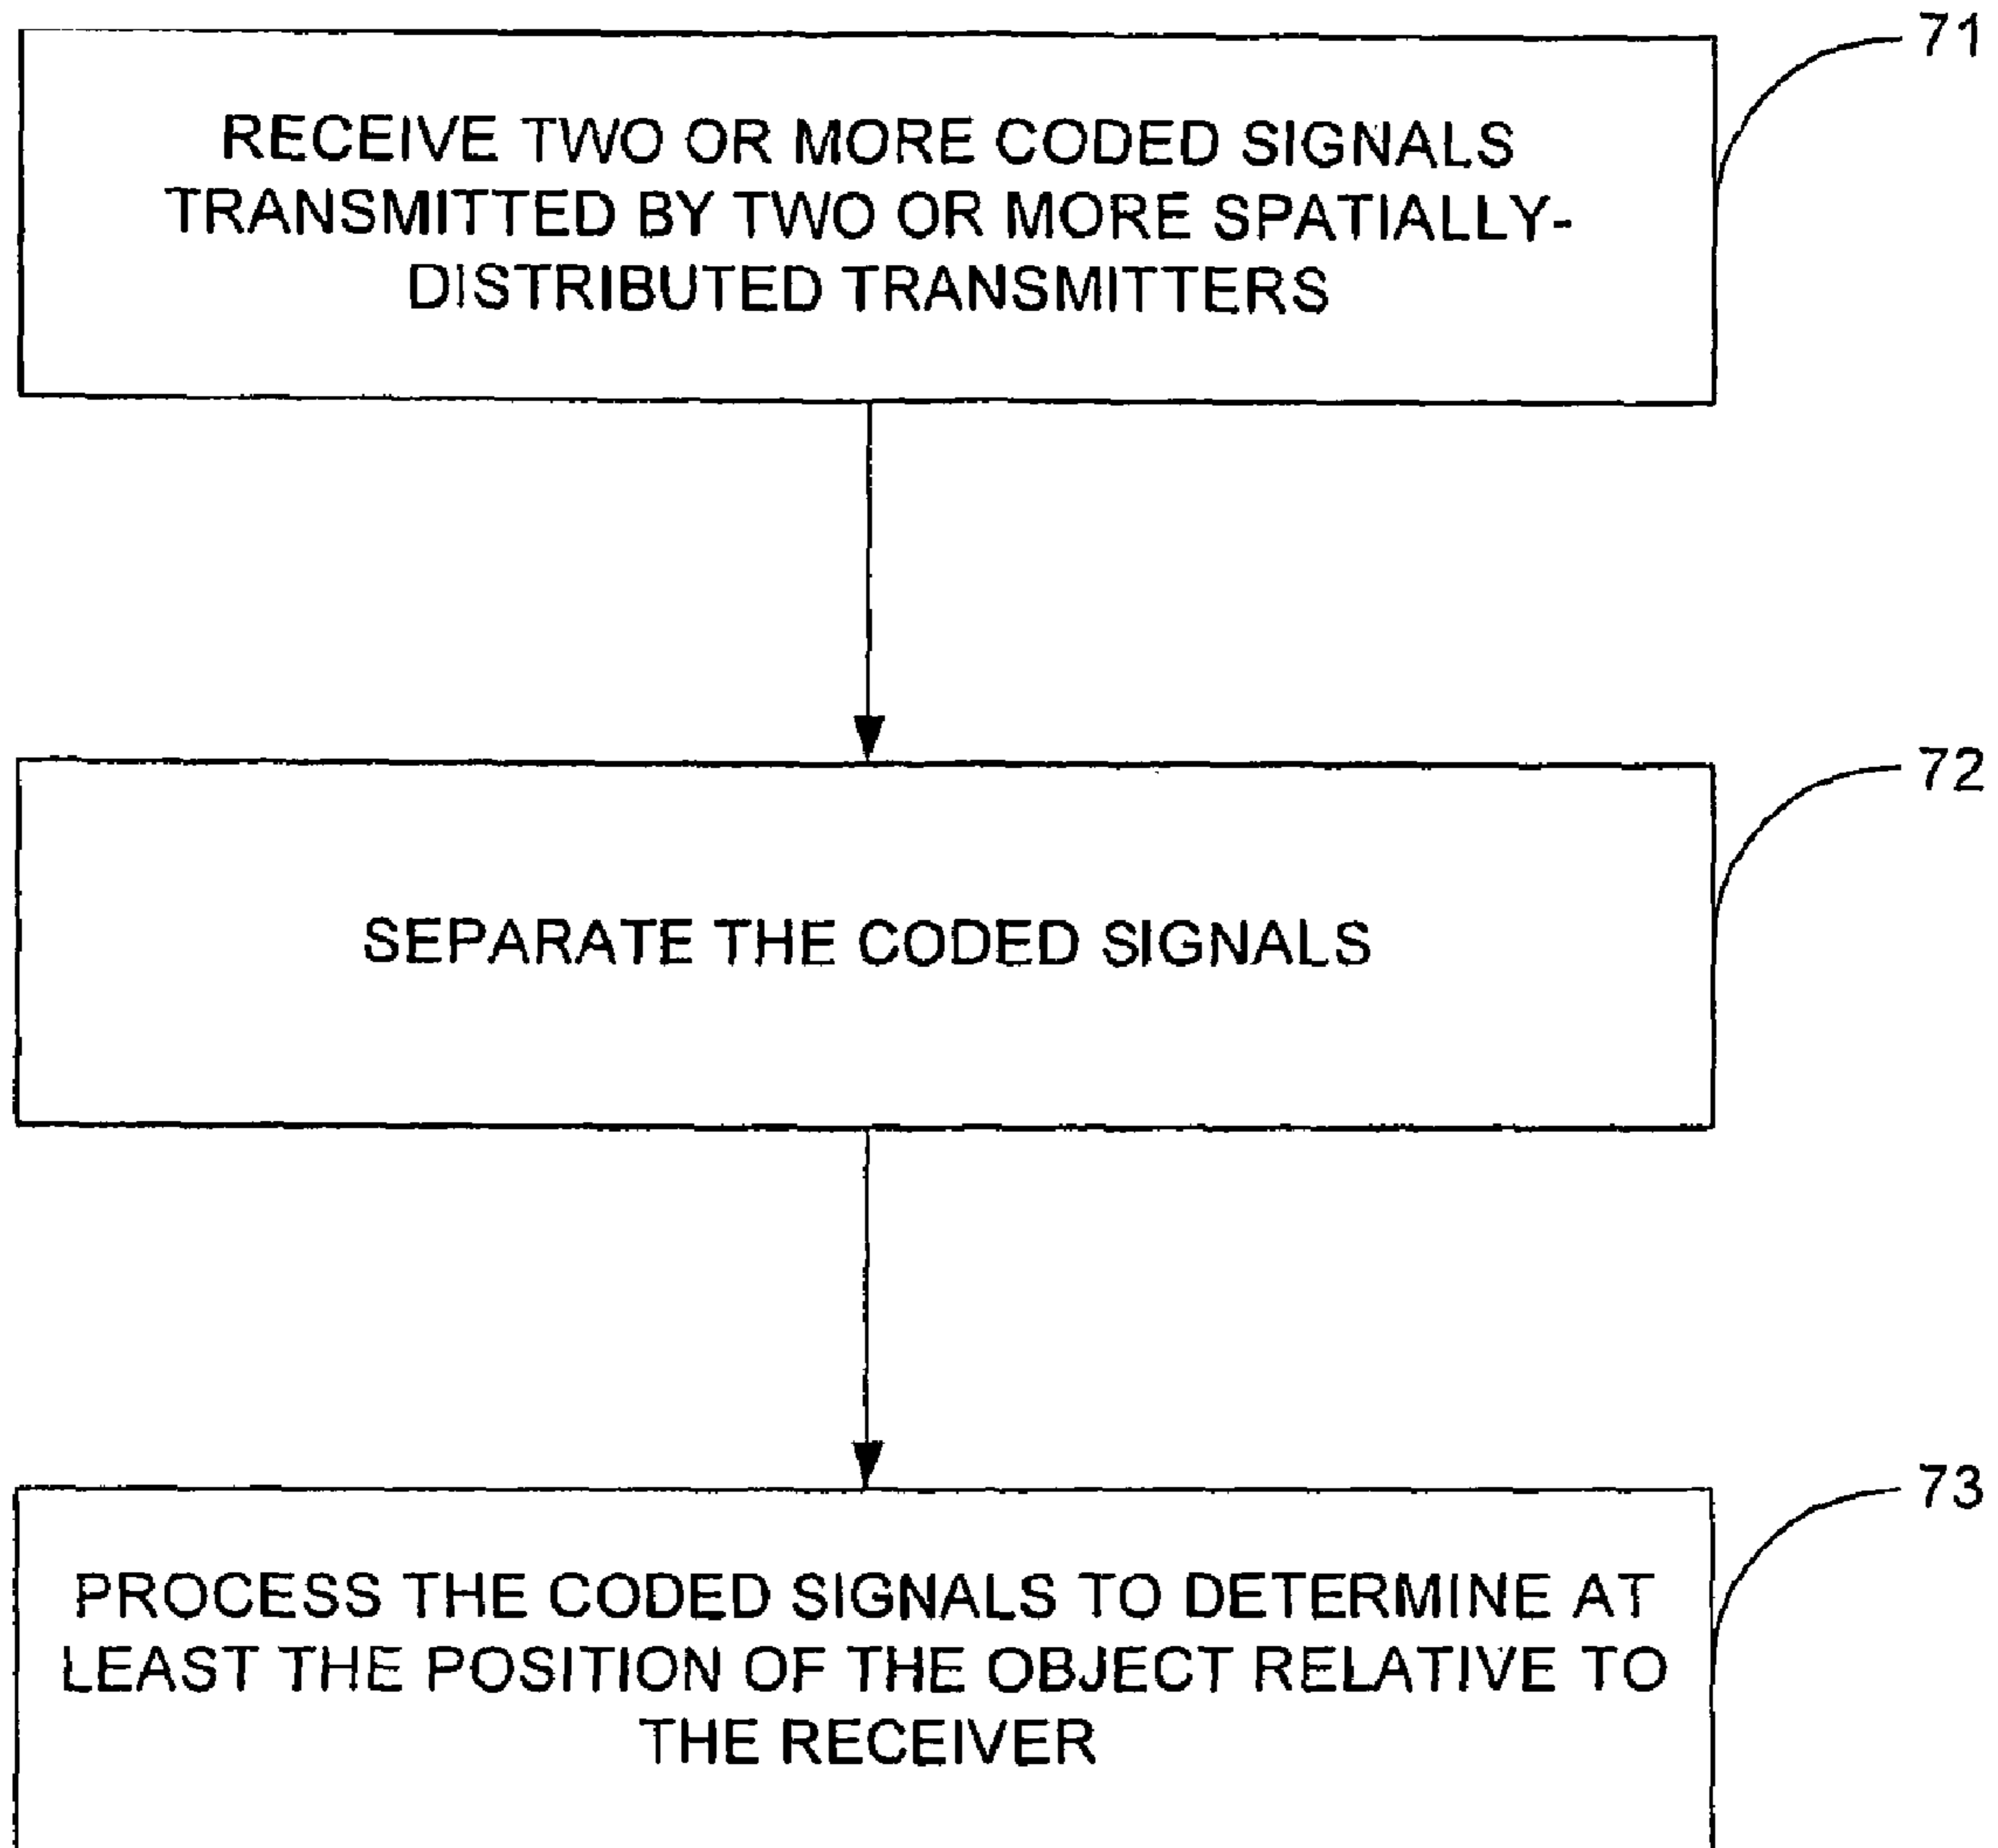 71
RECEIVE TWO OR MORE CODED SIGNALS
TRANSMITTED BY TWO OR MORE SPATIALLY-
DISTRIBUTED TRANSMITTERS
72
SEPARATE THE CODED SIGNALS
73
PROCESS THE CODED SIGNALS TO DETERMINE AT
LEAST THE POSITION OF THE OBJECT RELATIVE TO
THE RECEIVER